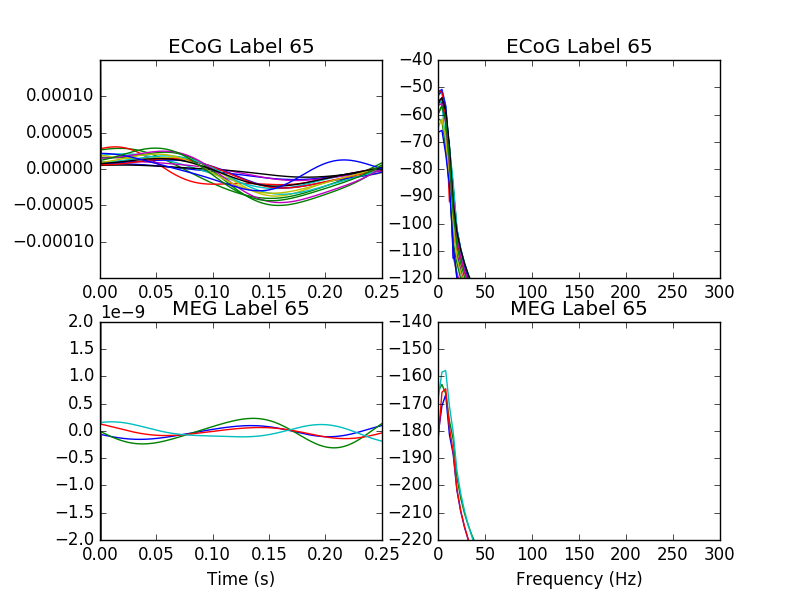 ECoG Label 65
0.00010
0.00005
0.00000
−0.00005
−0.00010
0.00 0.05 0.10 0.15 0.20 0.25
ECoG Label 65
−40
−50
−60
−70
−80
−90
−100
−110
−120
0 50 100 150 200 250 300
MEG Label 65
1e−9
2.0
1.5
1.0
0.5
0.0
−0.5
−1.0
−1.5
−2.0
0.00 0.05 0.10 0.15 0.20 0.25
Time (s)
MEG Label 65
−140
−150
−160
−170
−180
−190
−200
−210
−220
0 50 100 150 200 250 300
Frequency (Hz)